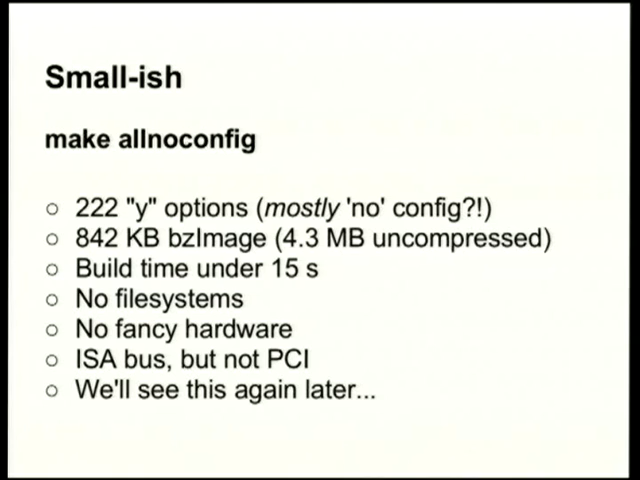 Small-ish
make allnoconfig
○ 222 "y" options (mostly 'no' config?!)
○ 842 KB bzImage (4.3 MB uncompressed)
○ Build time under 15 s
○ No filesystems
○ No fancy hardware
○ ISA bus, but not PCI
○ We'll see this again later...